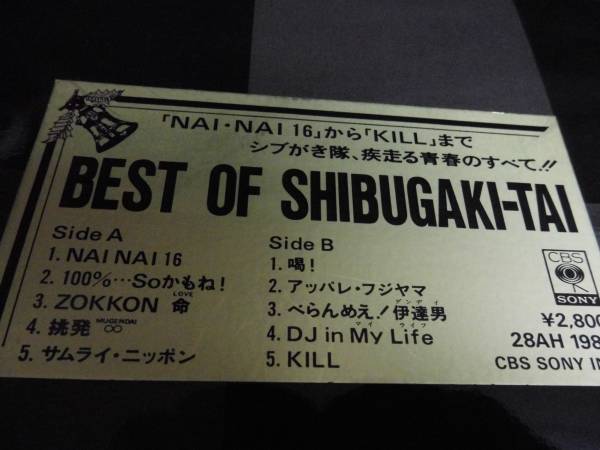 「NAI・NAI 16」から「KILL」まで
シブがき隊、疾走る青春のすべて!!
BEST OF SHIBUGAKI-TAI
Side A
1. NAI NAI 16
2. 100%…Soかもね!
3. ZOKKON 命
LOVE
4. 挑発∞
MUGENDAI
5. サムライ・ニッポン
Side B
1. 喝!
2. アッパレ・フジヤマ
3. べらんめえ!伊達男
ダンディ
4. DJ in My Life
マイ ライフ
5. KILL
CBS
SONY
¥2,800
28AH 198
CBS SONY IN